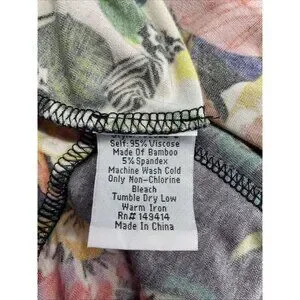 Self: 95% Viscose
Made Of Bamboo
5% Spandex
Machine Wash Cold
Only Non-Chlorine
Bleach
Tumble Dry Low
Warm Iron
Rn# 149414
Made In China